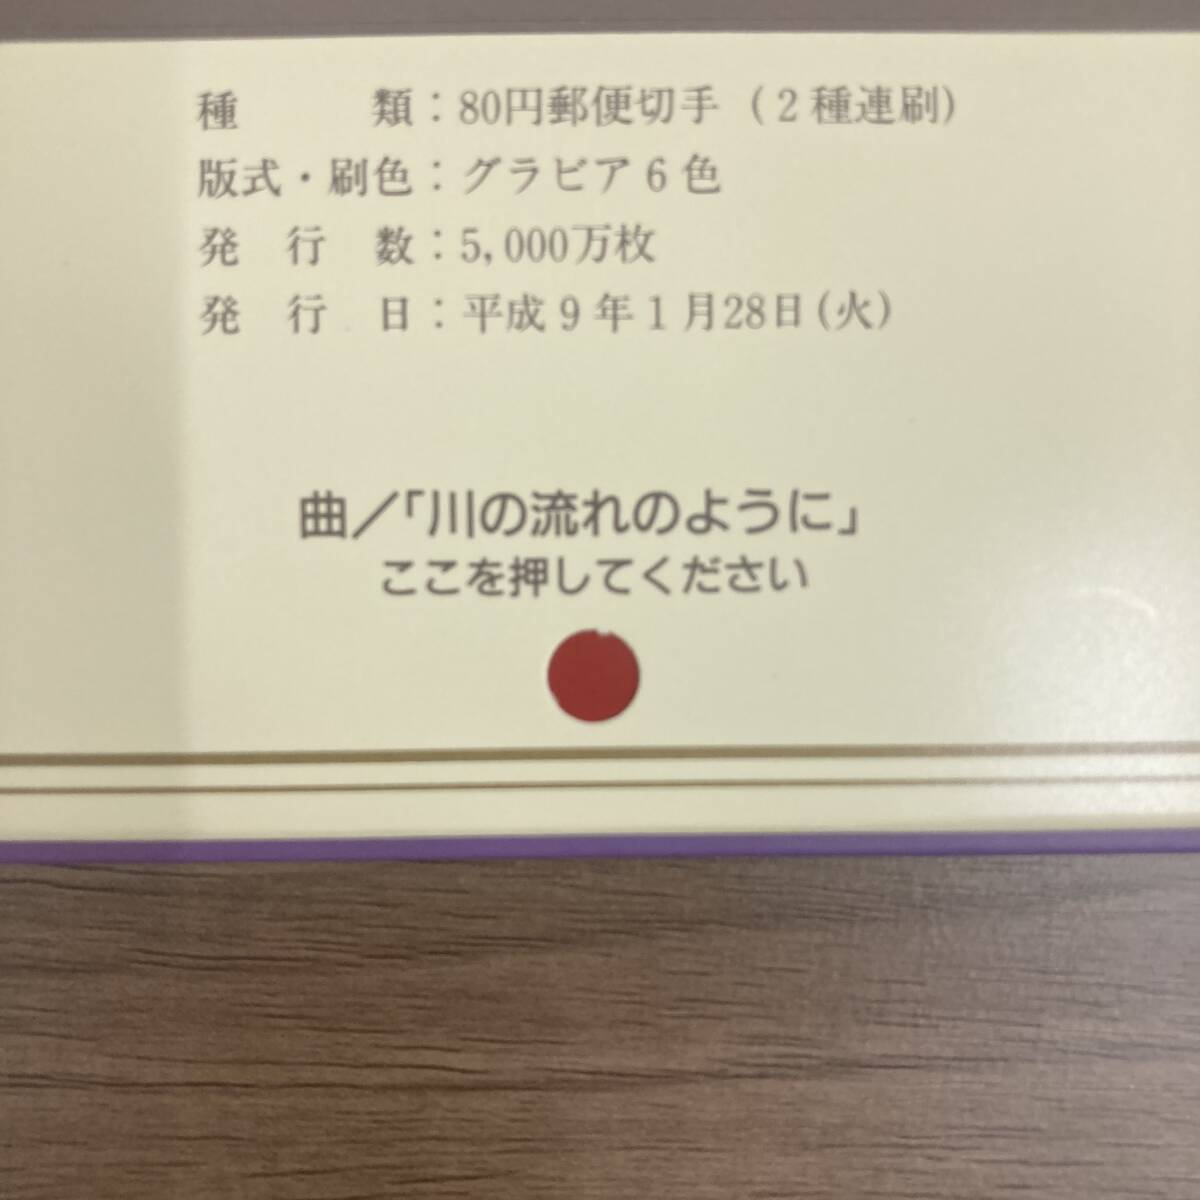 種　　　類：80円郵便切手（２種連刷）
版式・刷色：グラビア６色
発　行　数：5,000万枚
発　行　日：平成９年１月28日(火)
曲／「川の流れのように」
ここを押してください